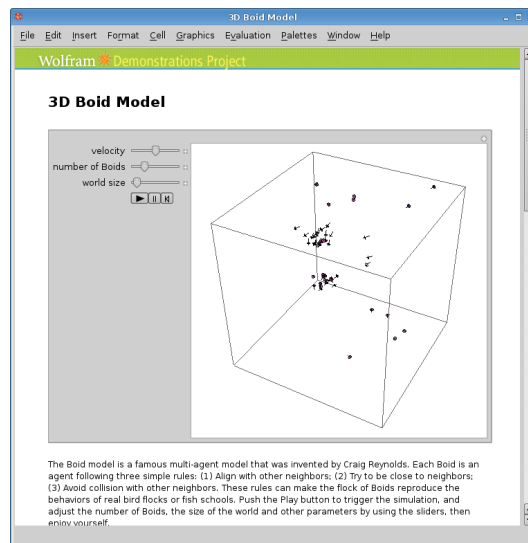 3D Boid Model
File Edit Insert Format Cell Graphics Evaluation Palettes Window Help
Wolfram Demonstrations Project
3D Boid Model
velocity
number of Boids
world size
The Boid model is a famous multi-agent model that was invented by Craig Reynolds. Each Boid is an
agent following three simple rules: (1) Align with other neighbors; (2) Try to be close to neighbors;
(3) Avoid collision with other neighbors. These rules can make the flock of Boids reproduce the
behaviors of real bird flocks or fish schools. Push the Play button to trigger the simulation, and
adjust the number of Boids, the size of the world and other parameters by using the sliders, then
enjoy yourself.